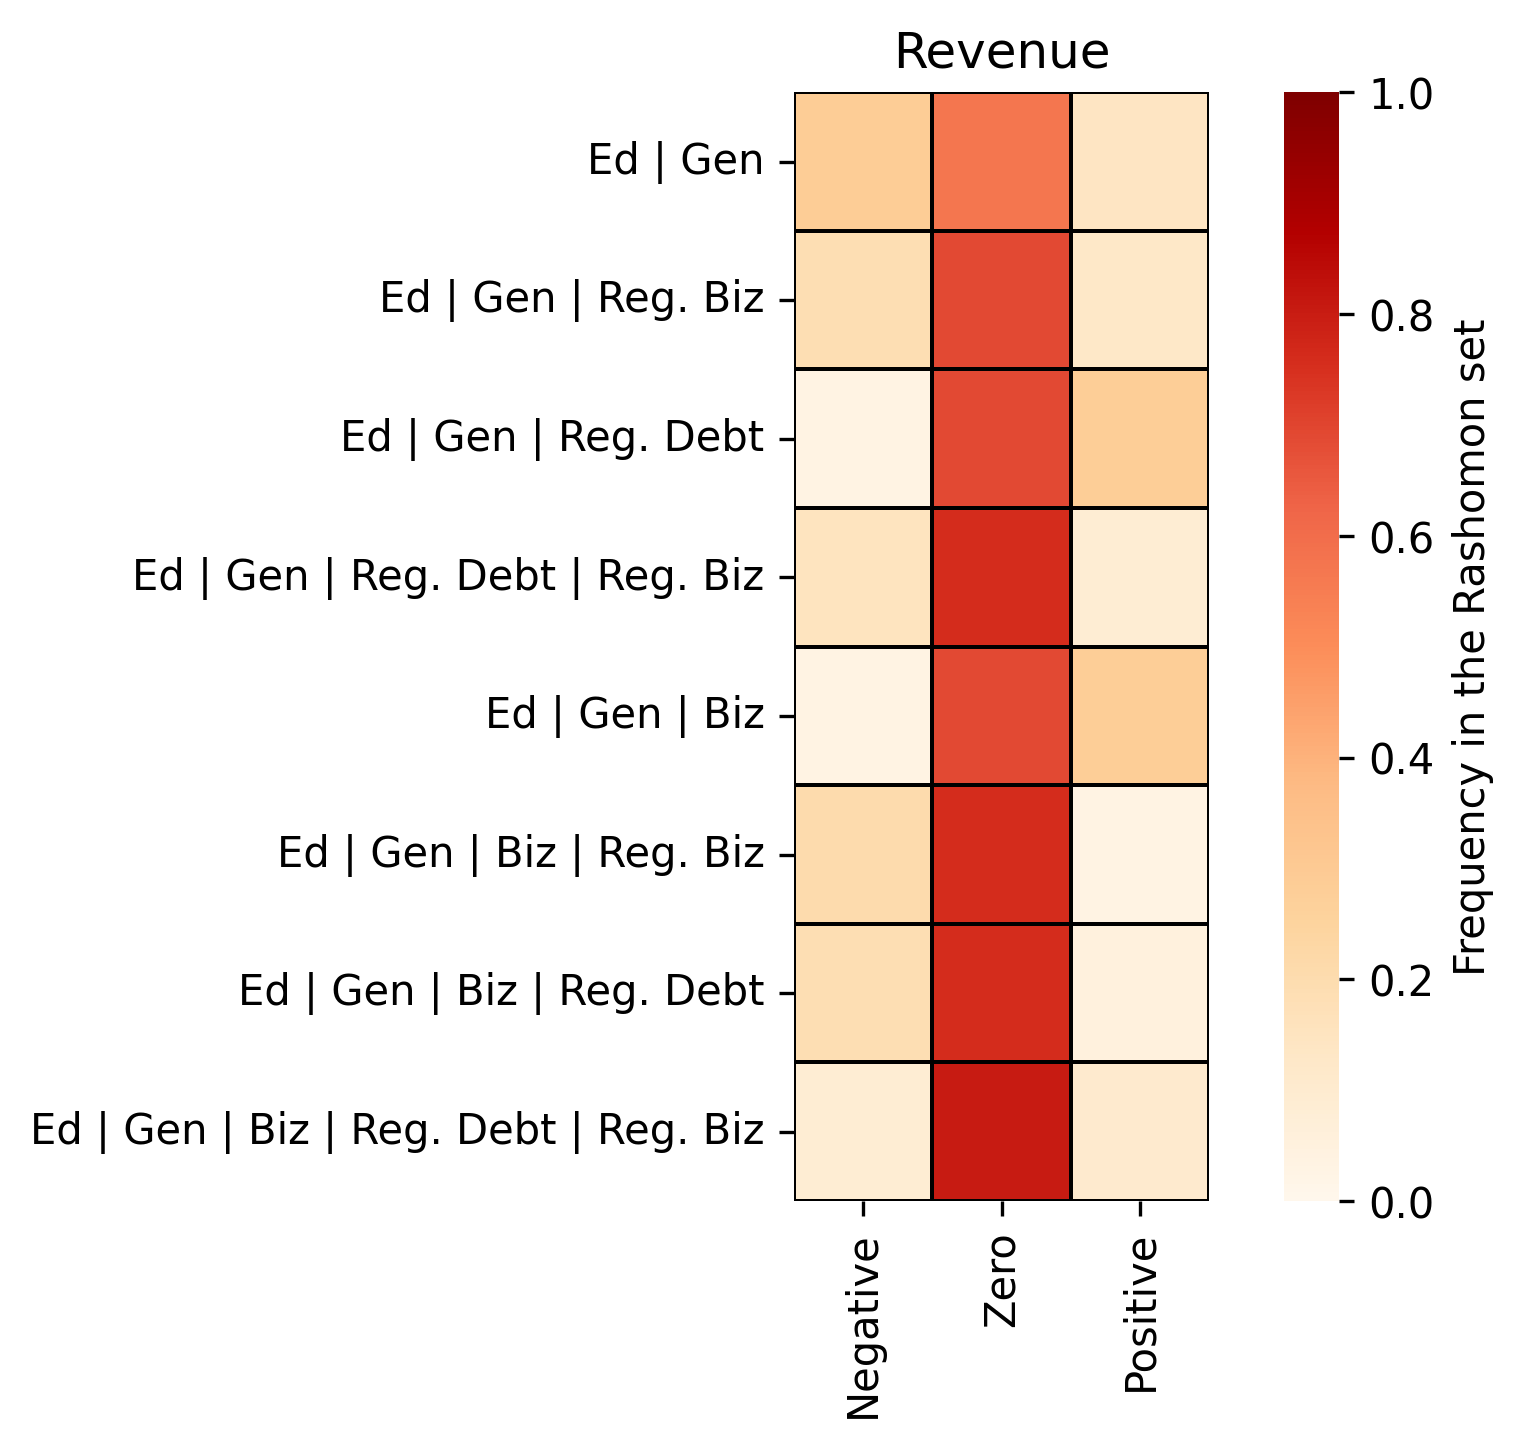 Revenue
Ed | Gen
Ed | Gen | Reg. Biz
Ed | Gen | Reg. Debt
Ed | Gen | Reg. Debt | Reg. Biz
Ed | Gen | Biz
Ed | Gen | Biz | Reg. Biz
Ed | Gen | Biz | Reg. Debt
Ed | Gen | Biz | Reg. Debt | Reg. Biz
Negative
Zero
Positive
1.0
0.8
0.6
0.4
0.2
0.0
Frequency in the Rashomon set